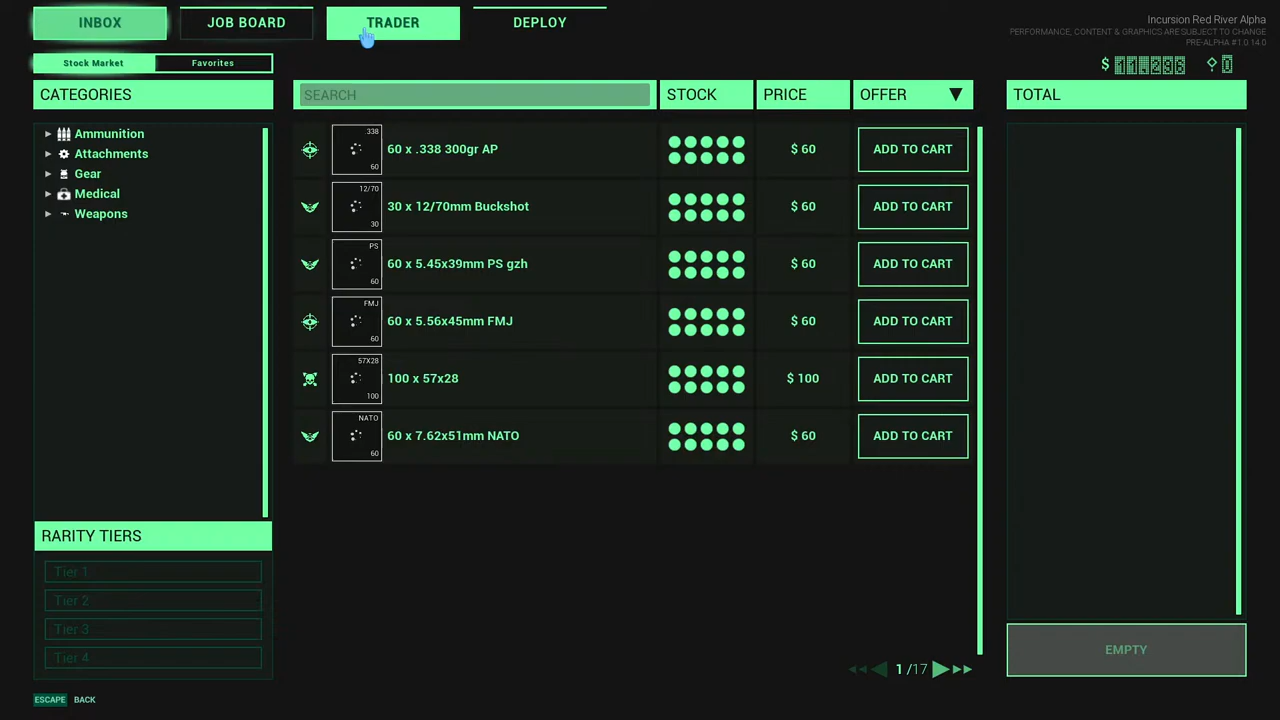 INBOX JOB BOARD TRADER DEPLOY
Incursion Red River Alpha
PERFORMANCE, CONTENT & GRAPHICS ARE SUBJECT TO CHANGE
PRE-ALPHA #1.0.14.0
Stock Market Favorites
$
CATEGORIES SEARCH STOCK PRICE OFFER TOTAL
Ammunition
Attachments
Gear
Medical
Weapons
.338 60 60 x .338 300gr AP $ 60 ADD TO CART
12/70 30 30 x 12/70mm Buckshot $ 60 ADD TO CART
PS 60 60 x 5.45x39mm PS gzh $ 60 ADD TO CART
FMJ 60 60 x 5.56x45mm FMJ $ 60 ADD TO CART
57X28 100 100 x 57x28 $ 100 ADD TO CART
NATO 60 60 x 7.62x51mm NATO $ 60 ADD TO CART
RARITY TIERS
Tier 1
Tier 2
Tier 3
Tier 4
EMPTY
1 /17
ESCAPE BACK